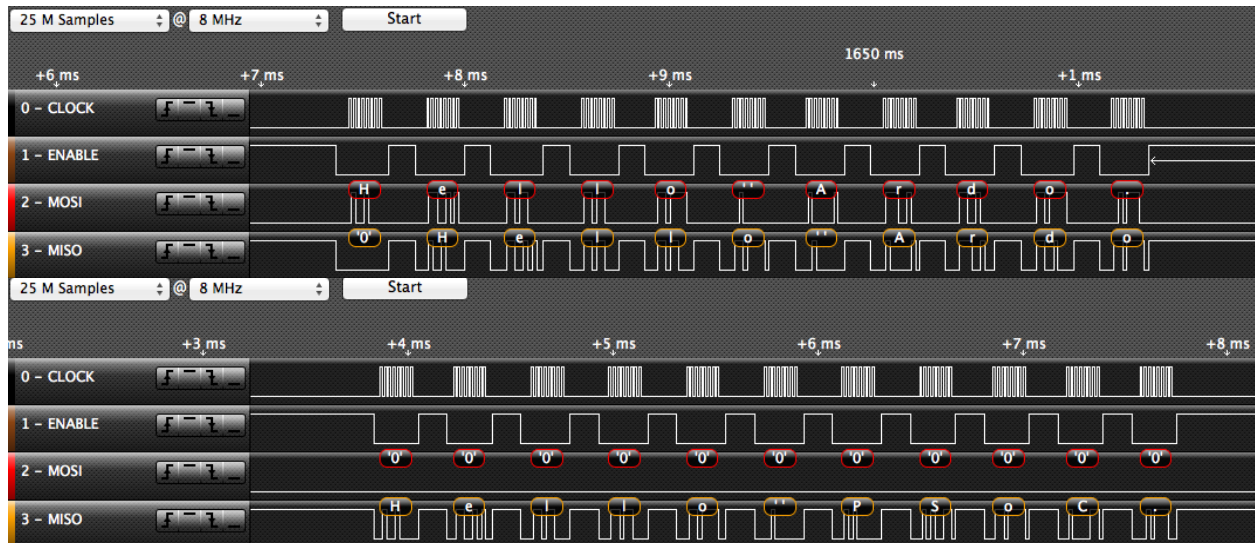 25 M Samples @ 8 MHz Start
1650 ms
+6 ms +7 ms +8 ms +9 ms +1 ms
0 - CLOCK
1 - ENABLE
H e l l o ' ' A r d o .
2 - MOSI
'0' H e l l o ' ' A r d o
3 - MISO
25 M Samples @ 8 MHz Start
ms +3 ms +4 ms +5 ms +6 ms +7 ms +8 ms
0 - CLOCK
1 - ENABLE
'0' '0' '0' '0' '0' '0' '0' '0' '0' '0' '0'
2 - MOSI
H e l l o ' ' P S o C .
3 - MISO